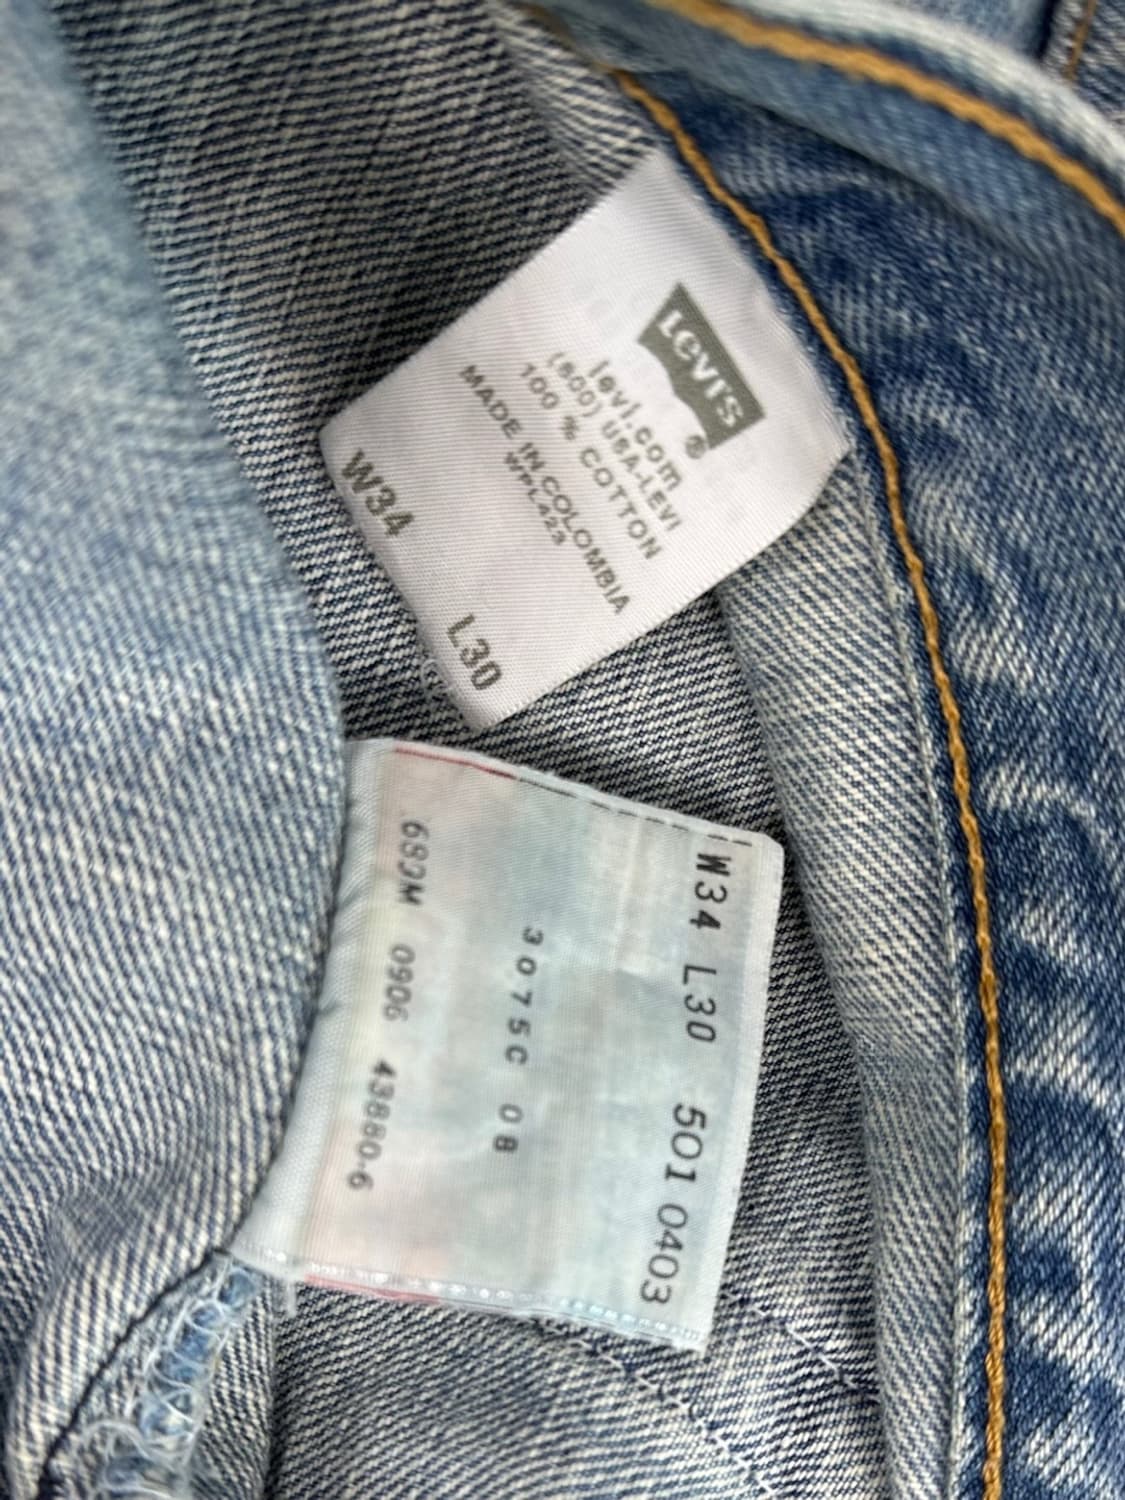 Levi's ®
levi.com
(800) USA-LEVI
100 % COTTON
MADE IN COLOMBIA
WPL423
W34 L30
W34 L30 501 0403
3075C 08
0906 43880-6